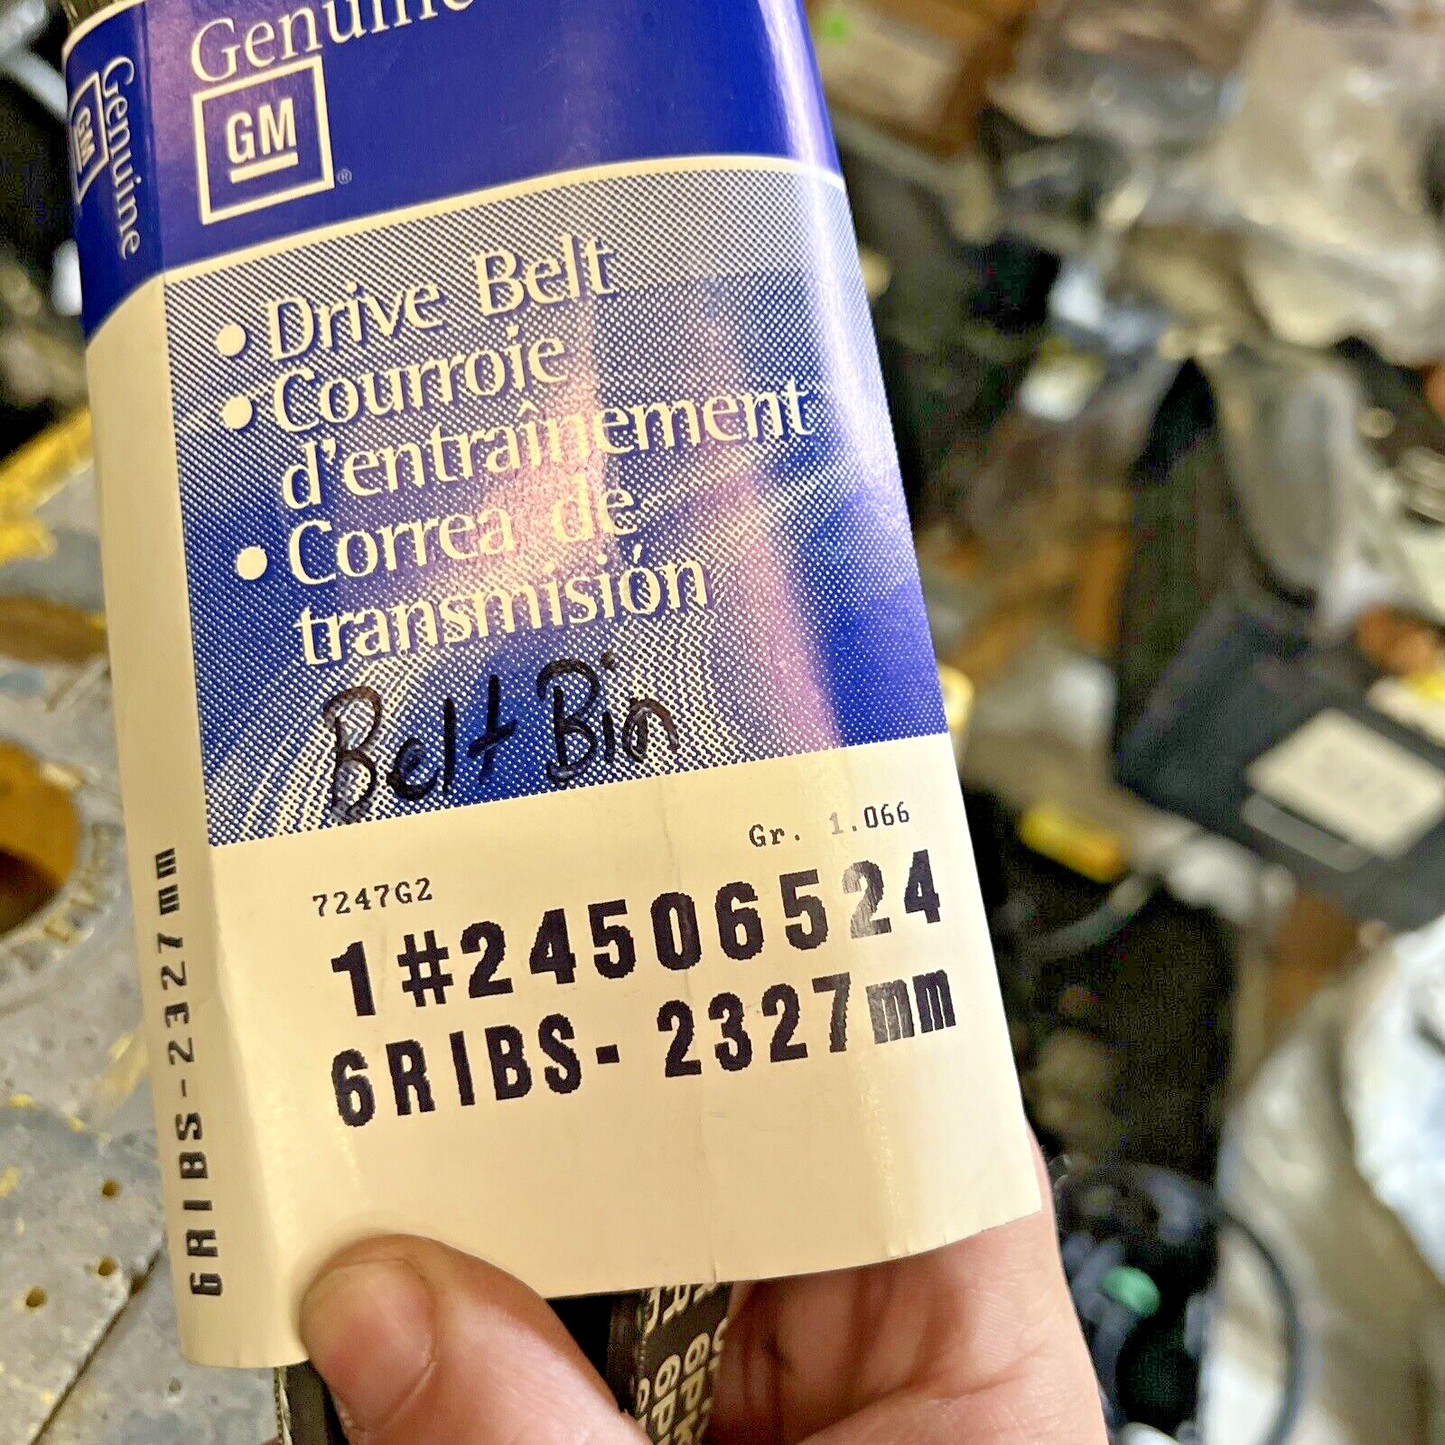 Genuine
GM
®
Genuine
GM
• Drive Belt
• Courroie
d'entraînement
• Correa de
transmisión
Belt Bin
Gr. 1.066
7247G2
1#24506524
6RIBS-2327mm
6RIBS-2327mm
6PK